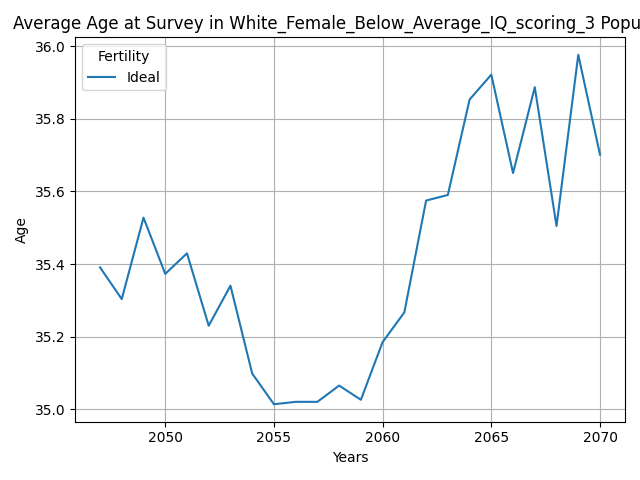 Average Age at Survey in White_Female_Below_Average_IQ_scoring_3 Popu
Fertility
Ideal
36.0
35.8
35.6
35.4
35.2
35.0
Age
2050 2055 2060 2065 2070
Years